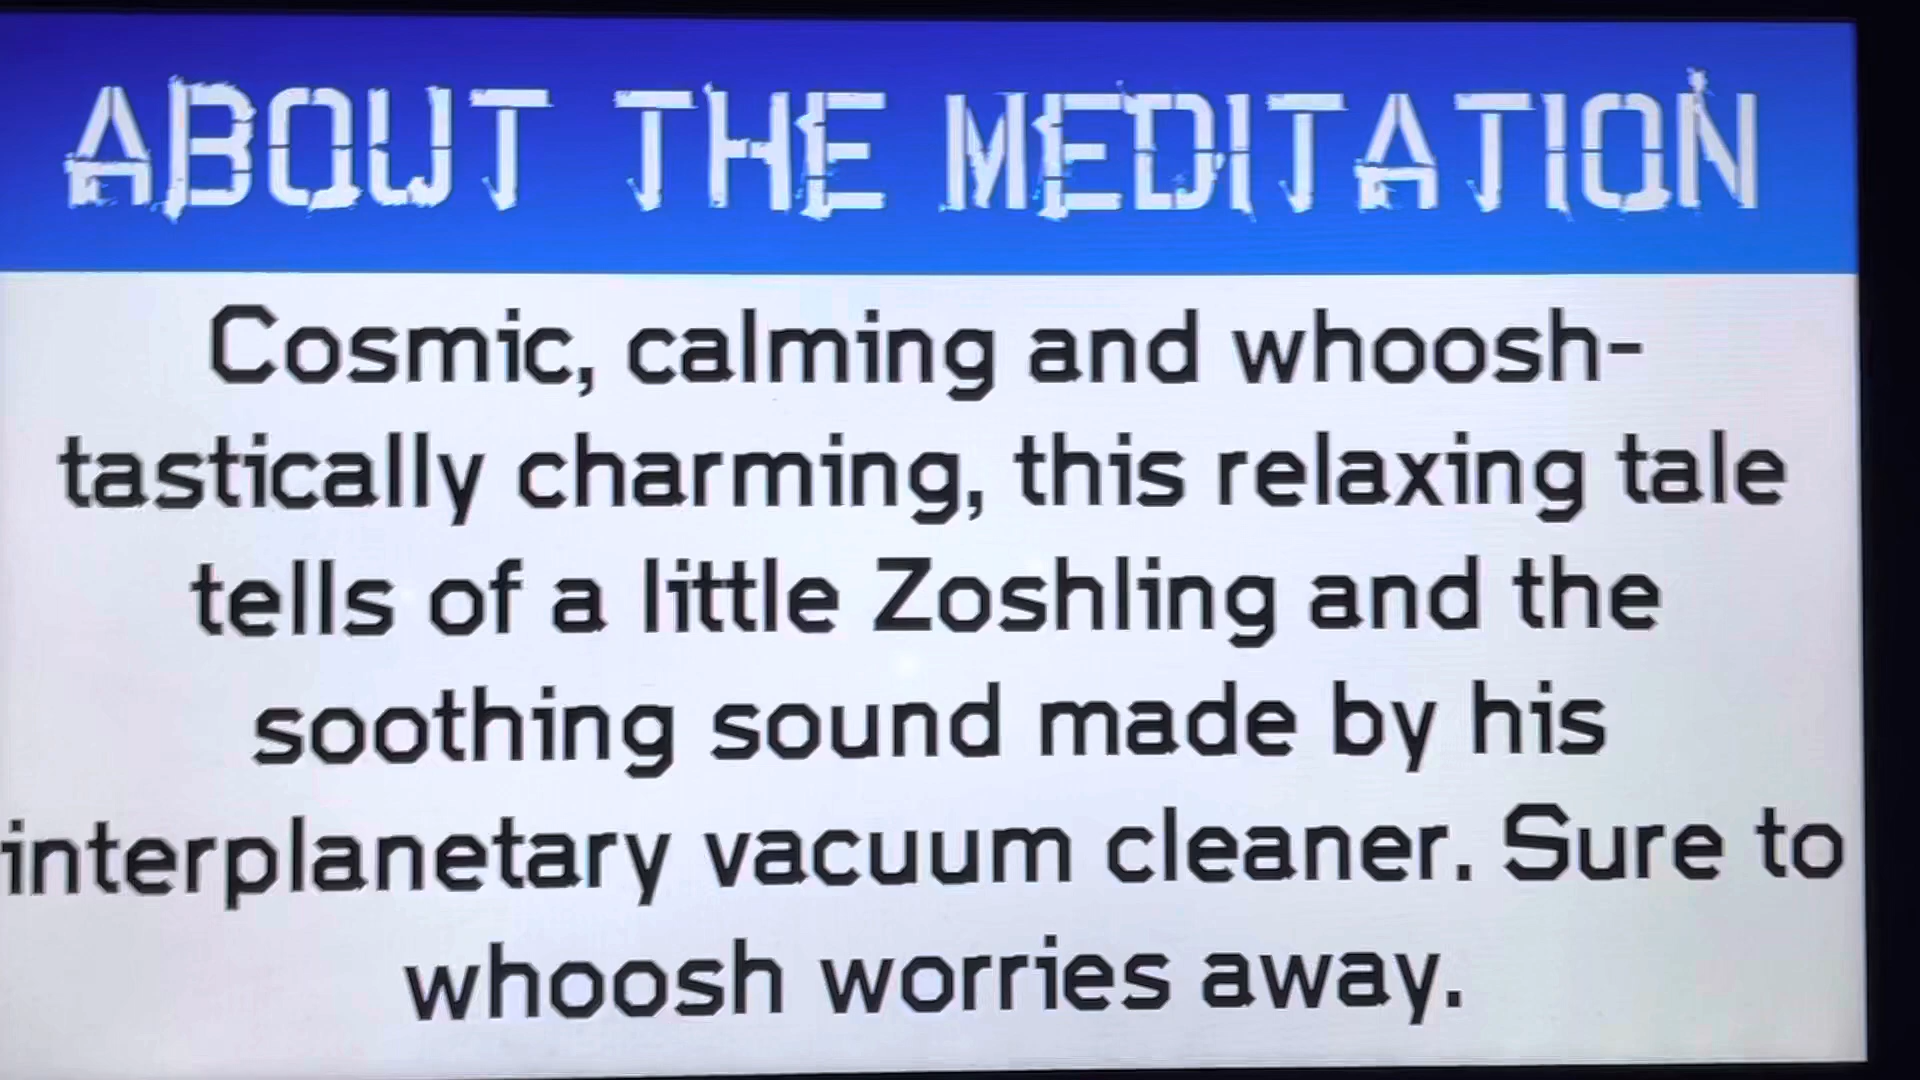 ABOUT THE MEDITATION
Cosmic, calming and whoosh-
tastically charming, this relaxing tale
tells of a little Zoshling and the
soothing sound made by his
interplanetary vacuum cleaner. Sure to
whoosh worries away.